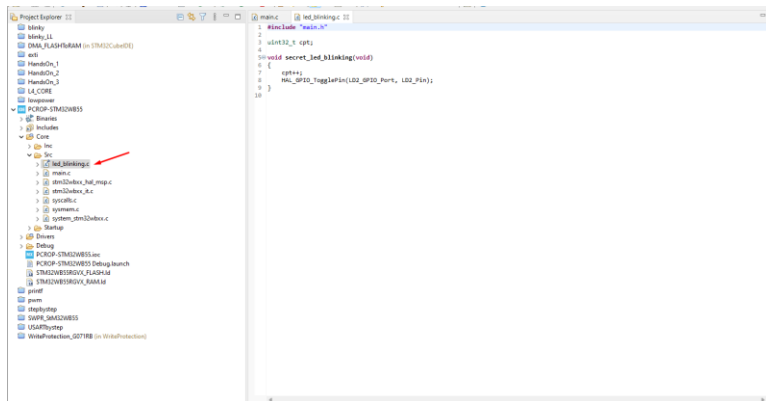 Project Explorer
blinky
blinky_LL
DMA_FLASHToRAM (in STM32CubeIDE)
exti
HandsOn_1
HandsOn_2
HandsOn_3
L4_CORE
lowpower
PCROP-STM32WB55
Binaries
Includes
Core
Inc
Src
led_blinking.c
main.c
stm32wbxx_hal_msp.c
stm32wbxx_it.c
syscalls.c
sysmem.c
system_stm32wbxx.c
Startup
Drivers
Debug
PCROP-STM32WB55.ioc
PCROP-STM32WB55 Debug.launch
STM32WB55RGVX_FLASH.ld
STM32WB55RGVX_RAM.ld
printf
pwm
stepbystep
SWPR_StM32WB55
USARTbystep
WriteProtection_G071RB (in WriteProtection)
main.c led_blinking.c
1 #include "main.h"
2
3 uint32_t cpt;
4
5 void secret_led_blinking(void)
6 {
7 cpt++;
8 HAL_GPIO_TogglePin(LD2_GPIO_Port, LD2_Pin);
9 }
10